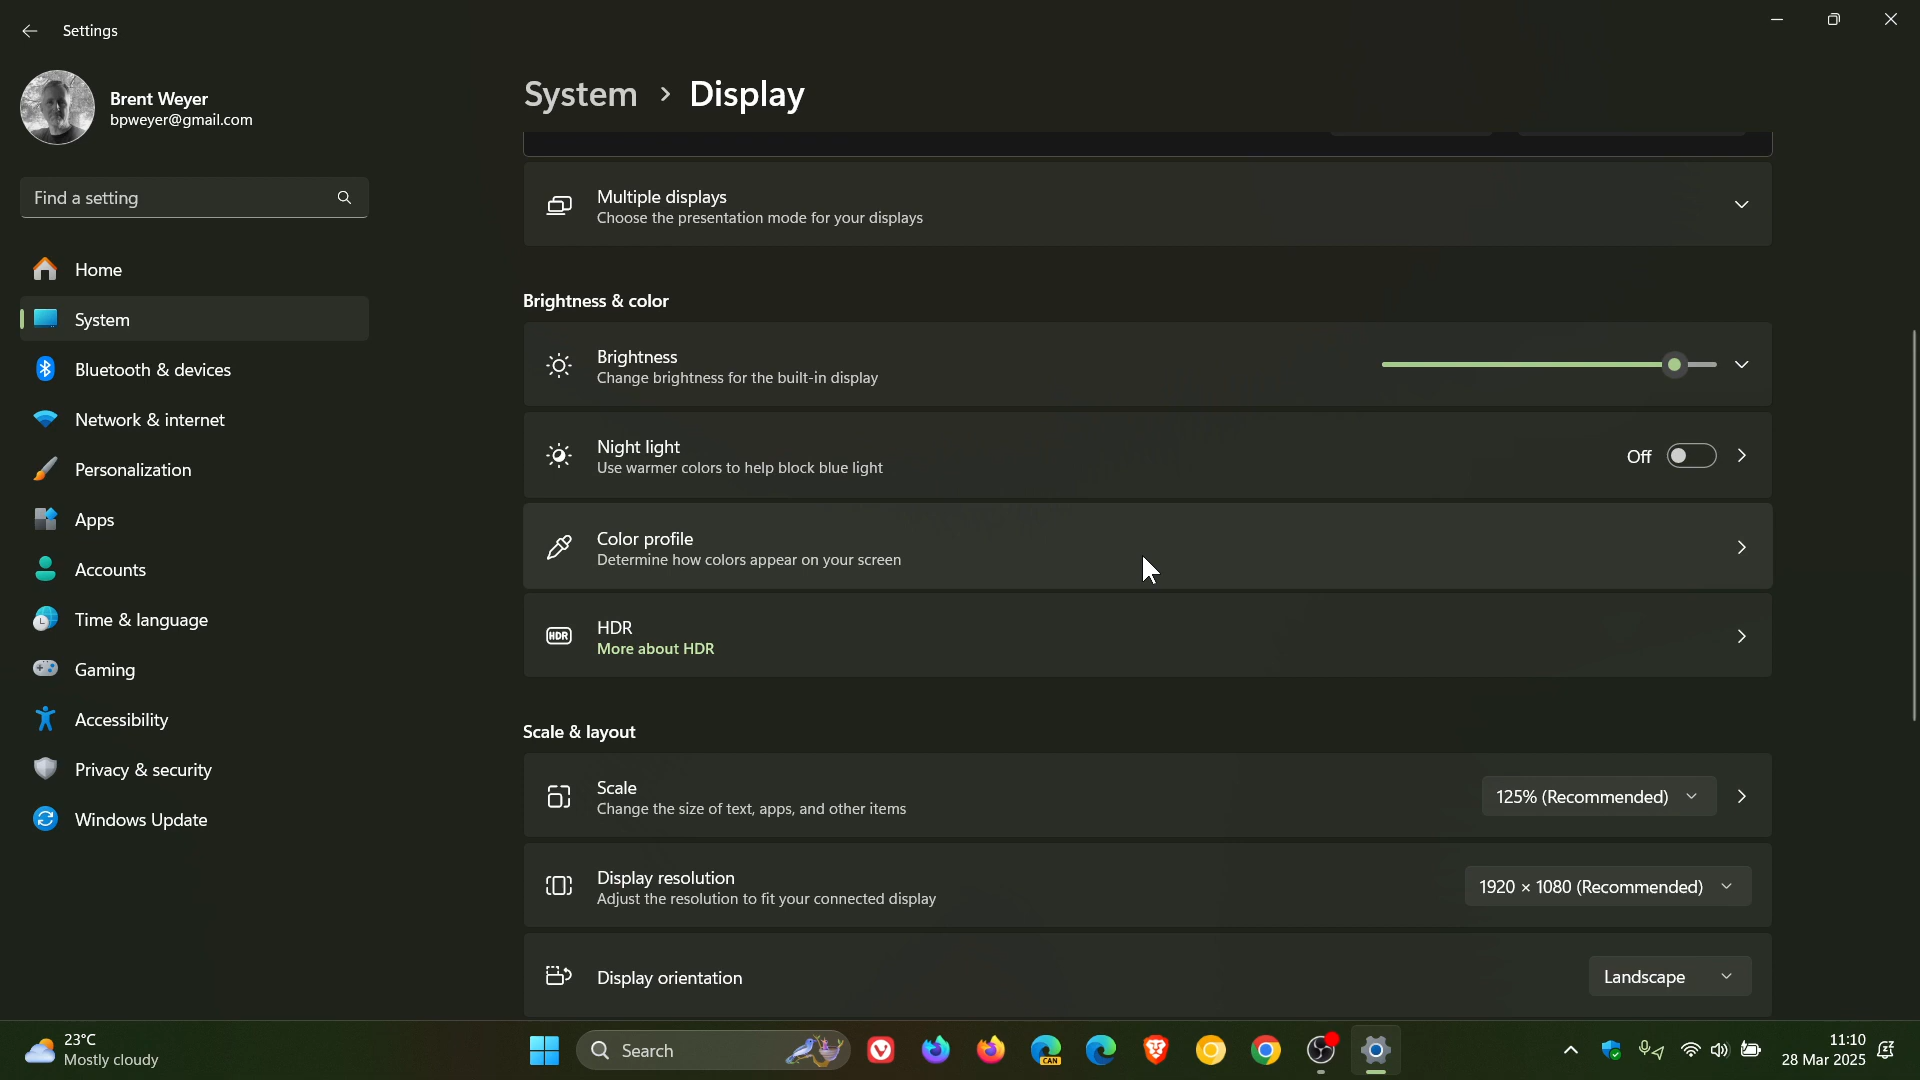 Settings
Brent Weyer
bpweyer@gmail.com
Find a setting
Home
System
Bluetooth & devices
Network & internet
Personalization
Apps
Accounts
Time & language
Gaming
Accessibility
Privacy & security
Windows Update
System > Display
Multiple displays
Choose the presentation mode for your displays
Brightness & color
Brightness
Change brightness for the built-in display
Night light
Use warmer colors to help block blue light
Off
Color profile
Determine how colors appear on your screen
HDR
HDR
More about HDR
Scale & layout
Scale
Change the size of text, apps, and other items
125% (Recommended)
Display resolution
Adjust the resolution to fit your connected display
1920 × 1080 (Recommended)
Display orientation
Landscape
23°C
Mostly cloudy
Search
CAN
11:10
28 Mar 2025